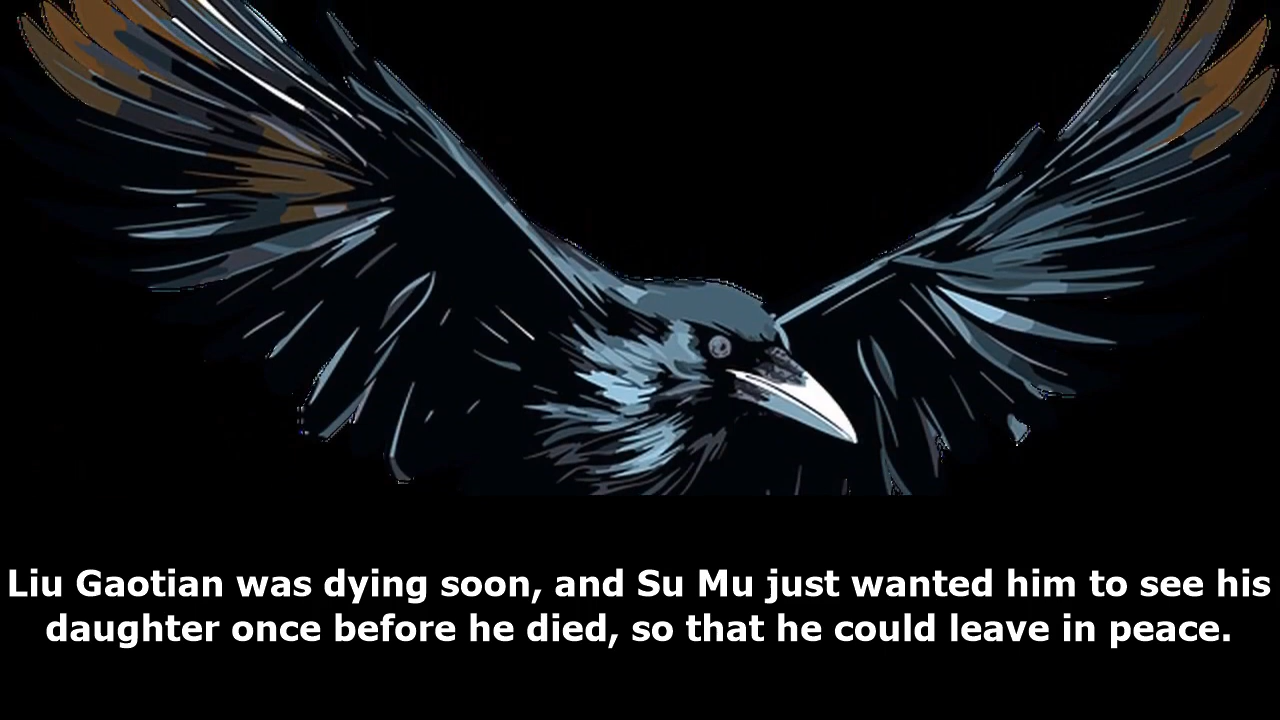 Liu Gaotian was dying soon, and Su Mu just wanted him to see his
daughter once before he died, so that he could leave in peace.